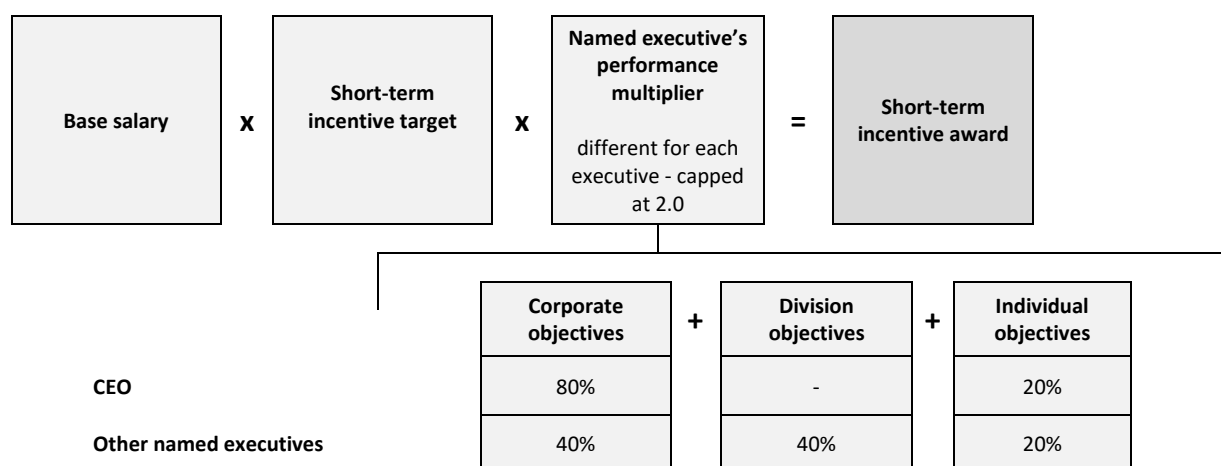 Base salary
x
Short-term
incentive target
x
Named executive’s
performance
multiplier
different for each
executive - capped
at 2.0
=
Short-term
incentive award
Corporate
objectives
+
Division
objectives
+
Individual
objectives
CEO
80%
-
20%
Other named executives
40%
40%
20%